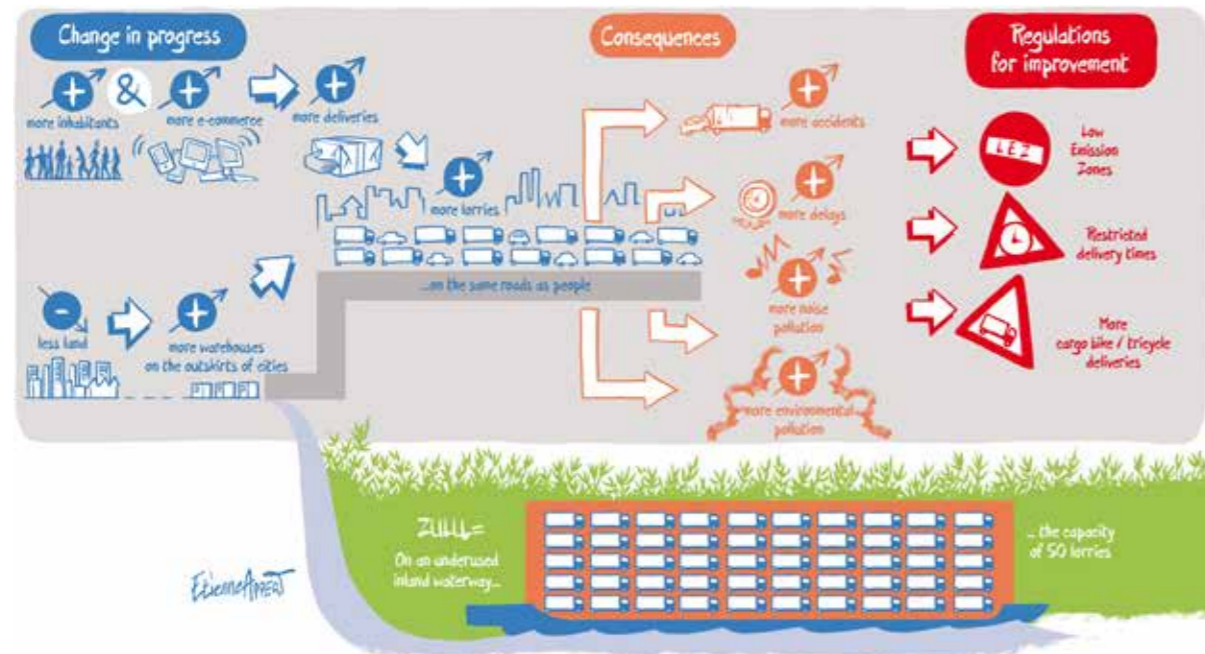 Change in progress
Consequences
Regulations
for improvement
&
more inhabitants
more e-commerce
more deliveries
more lorries
...on the same roads as people
less land
more warehouses
on the outskirts of cities
more accidents
more delays
more noise
pollution
more environmental
pollution
LEZ
Low
Emission
Zones
Restricted
delivery times
More
cargo bike / tricycle
deliveries
ZULU=
On an underused
inland waterway...
... the capacity
of 50 lorries